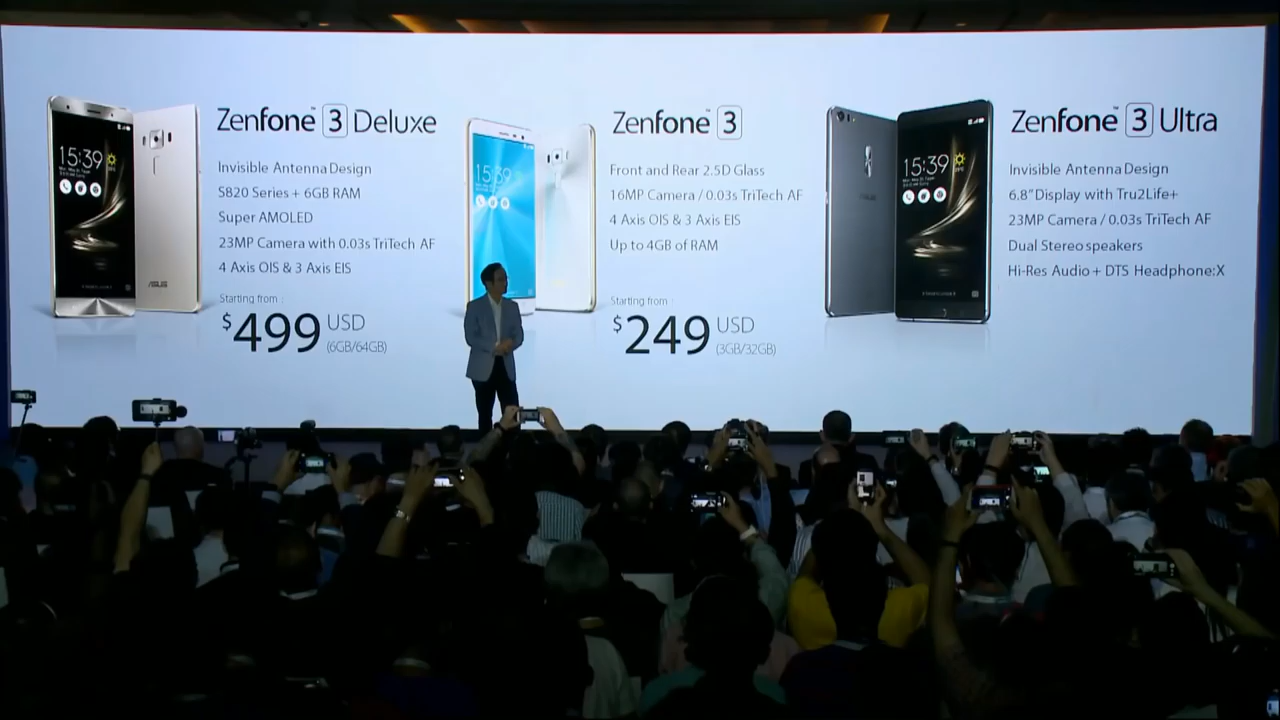 Zenfone™ 3 Deluxe
Invisible Antenna Design
S820 Series + 6GB RAM
Super AMOLED
23MP Camera with 0.03s TriTech AF
4 Axis OIS & 3 Axis EIS
Starting from :
$499 USD
(6GB/64GB)
15:39
ASUS
Zenfone™ 3
Front and Rear 2.5D Glass
16MP Camera / 0.03s TriTech AF
4 Axis OIS & 3 Axis EIS
Up to 4GB of RAM
Starting from :
$249 USD
(3GB/32GB)
15:39
Zenfone™ 3 Ultra
Invisible Antenna Design
6.8" Display with Tru2Life+
23MP Camera / 0.03s TriTech AF
Dual Stereo speakers
Hi-Res Audio + DTS Headphone:X
15:39